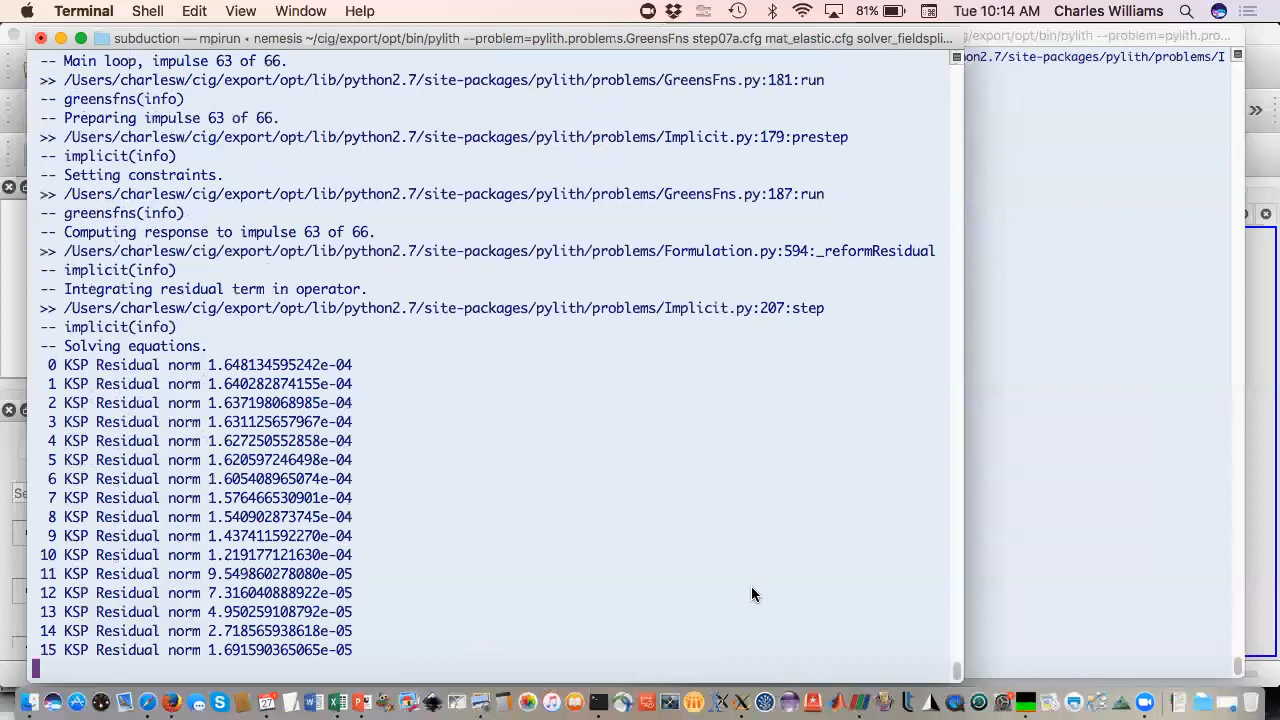 Terminal Shell Edit View Window Help 81% Tue 10:14 AM Charles Williams
subduction — mpirun ‹ nemesis ~/cig/export/opt/bin/pylith --problem=pylith.problems.GreensFns step07a.cfg mat_elastic.cfg solver_fieldspli...
g/export/opt/bin/pylith --problem=pylith.pro...
-- Main loop, impulse 63 of 66.
on2.7/site-packages/pylith/problems/I
>> /Users/charlesw/cig/export/opt/lib/python2.7/site-packages/pylith/problems/GreensFns.py:181:run
-- greensfns(info)
-- Preparing impulse 63 of 66.
>> /Users/charlesw/cig/export/opt/lib/python2.7/site-packages/pylith/problems/Implicit.py:179:prestep
-- implicit(info)
-- Setting constraints.
>> /Users/charlesw/cig/export/opt/lib/python2.7/site-packages/pylith/problems/GreensFns.py:187:run
-- greensfns(info)
-- Computing response to impulse 63 of 66.
>> /Users/charlesw/cig/export/opt/lib/python2.7/site-packages/pylith/problems/Formulation.py:594:_reformResidual
-- implicit(info)
-- Integrating residual term in operator.
>> /Users/charlesw/cig/export/opt/lib/python2.7/site-packages/pylith/problems/Implicit.py:207:step
-- implicit(info)
-- Solving equations.
0 KSP Residual norm 1.648134595242e-04
1 KSP Residual norm 1.640282874155e-04
2 KSP Residual norm 1.637198068985e-04
3 KSP Residual norm 1.631125657967e-04
4 KSP Residual norm 1.627250552858e-04
5 KSP Residual norm 1.620597246498e-04
6 KSP Residual norm 1.605408965074e-04
7 KSP Residual norm 1.576466530901e-04
8 KSP Residual norm 1.540902873745e-04
9 KSP Residual norm 1.437411592270e-04
10 KSP Residual norm 1.219177121630e-04
11 KSP Residual norm 9.549860278080e-05
12 KSP Residual norm 7.316040888922e-05
13 KSP Residual norm 4.950259108792e-05
14 KSP Residual norm 2.718565938618e-05
15 KSP Residual norm 1.691590365065e-05